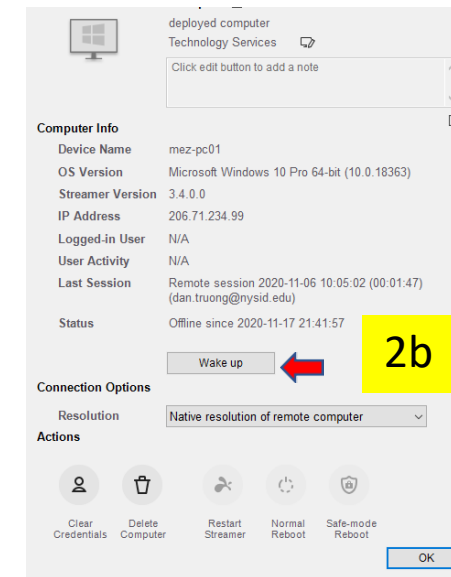 deployed computer
Technology Services
Click edit button to add a note
Computer Info
Device Name mez-pc01
OS Version Microsoft Windows 10 Pro 64-bit (10.0.18363)
Streamer Version 3.4.0.0
IP Address 206.71.234.99
Logged-in User N/A
User Activity N/A
Last Session Remote session 2020-11-06 10:05:02 (00:01:47)
(dan.truong@nysid.edu)
Status Offline since 2020-11-17 21:41:57
Wake up
2b
Connection Options
Resolution Native resolution of remote computer
Actions
Clear Delete Restart Normal Safe-mode
Credentials Computer Streamer Reboot Reboot
OK